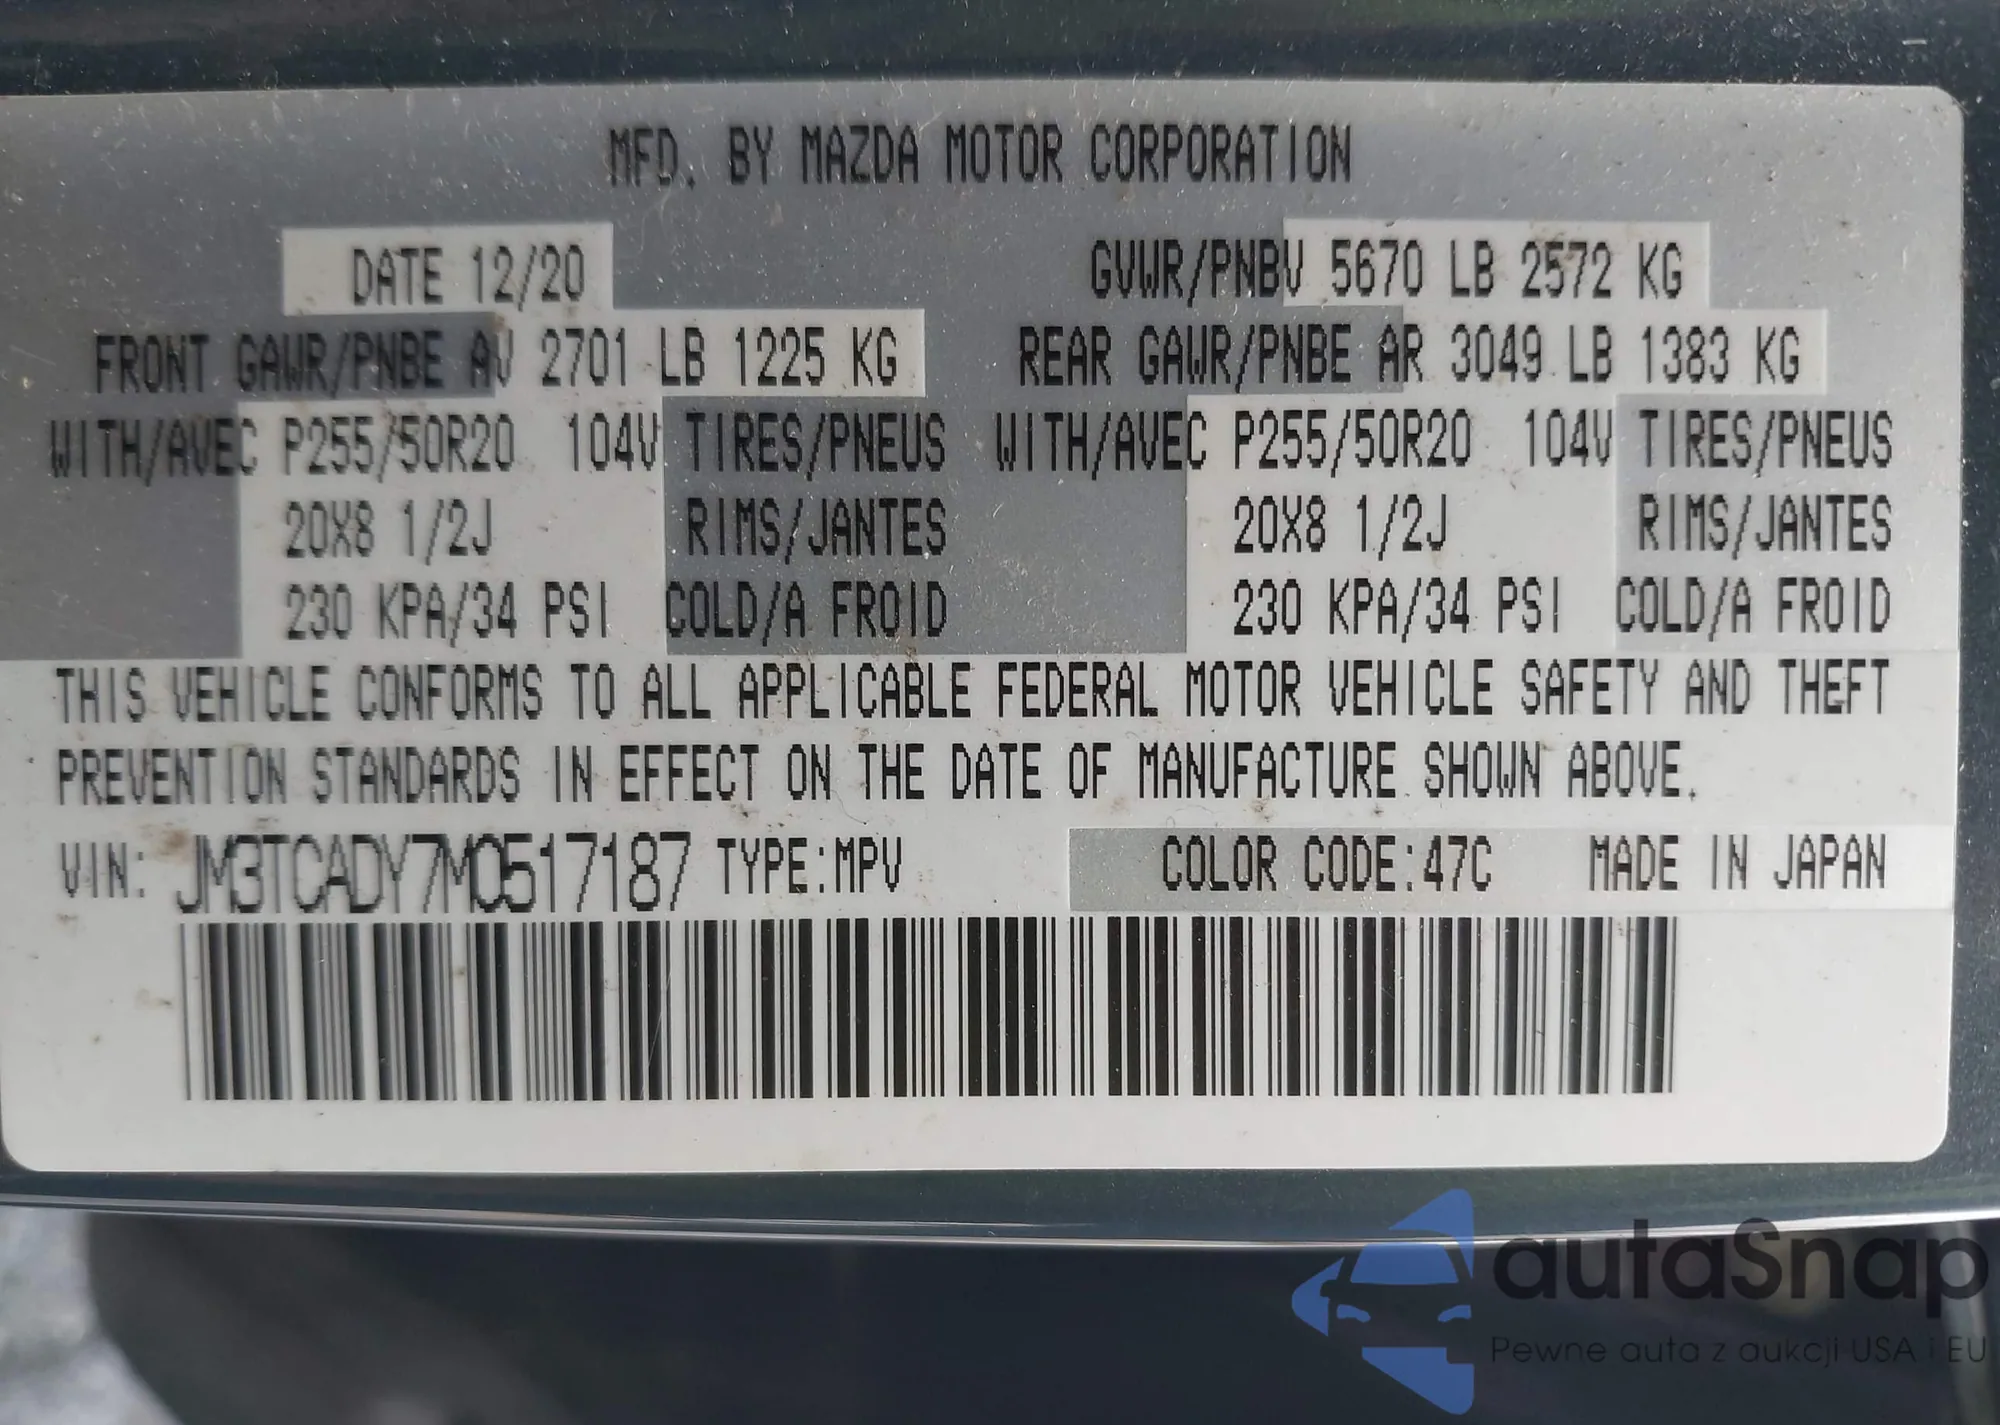 MFD. BY MAZDA MOTOR CORPORATION
DATE 12/20 GVWR/PNBV 5670 LB 2572 KG
FRONT GAWR/PNBE AV 2701 LB 1225 KG REAR GAWR/PNBE AR 3049 LB 1383 KG
WITH/AVEC P255/50R20 104V TIRES/PNEUS WITH/AVEC P255/50R20 104V TIRES/PNEUS
20X8 1/2J RIMS/JANTES 20X8 1/2J RIMS/JANTES
230 KPA/34 PSI COLD/A FROID 230 KPA/34 PSI COLD/A FROID
THIS VEHICLE CONFORMS TO ALL APPLICABLE FEDERAL MOTOR VEHICLE SAFETY AND THEFT
PREVENTION STANDARDS IN EFFECT ON THE DATE OF MANUFACTURE SHOWN ABOVE.
VIN: JM3TCADY7M0517187 TYPE:MPV COLOR CODE:47C MADE IN JAPAN
autaSnap
Pewne auta z aukcji USA i EU